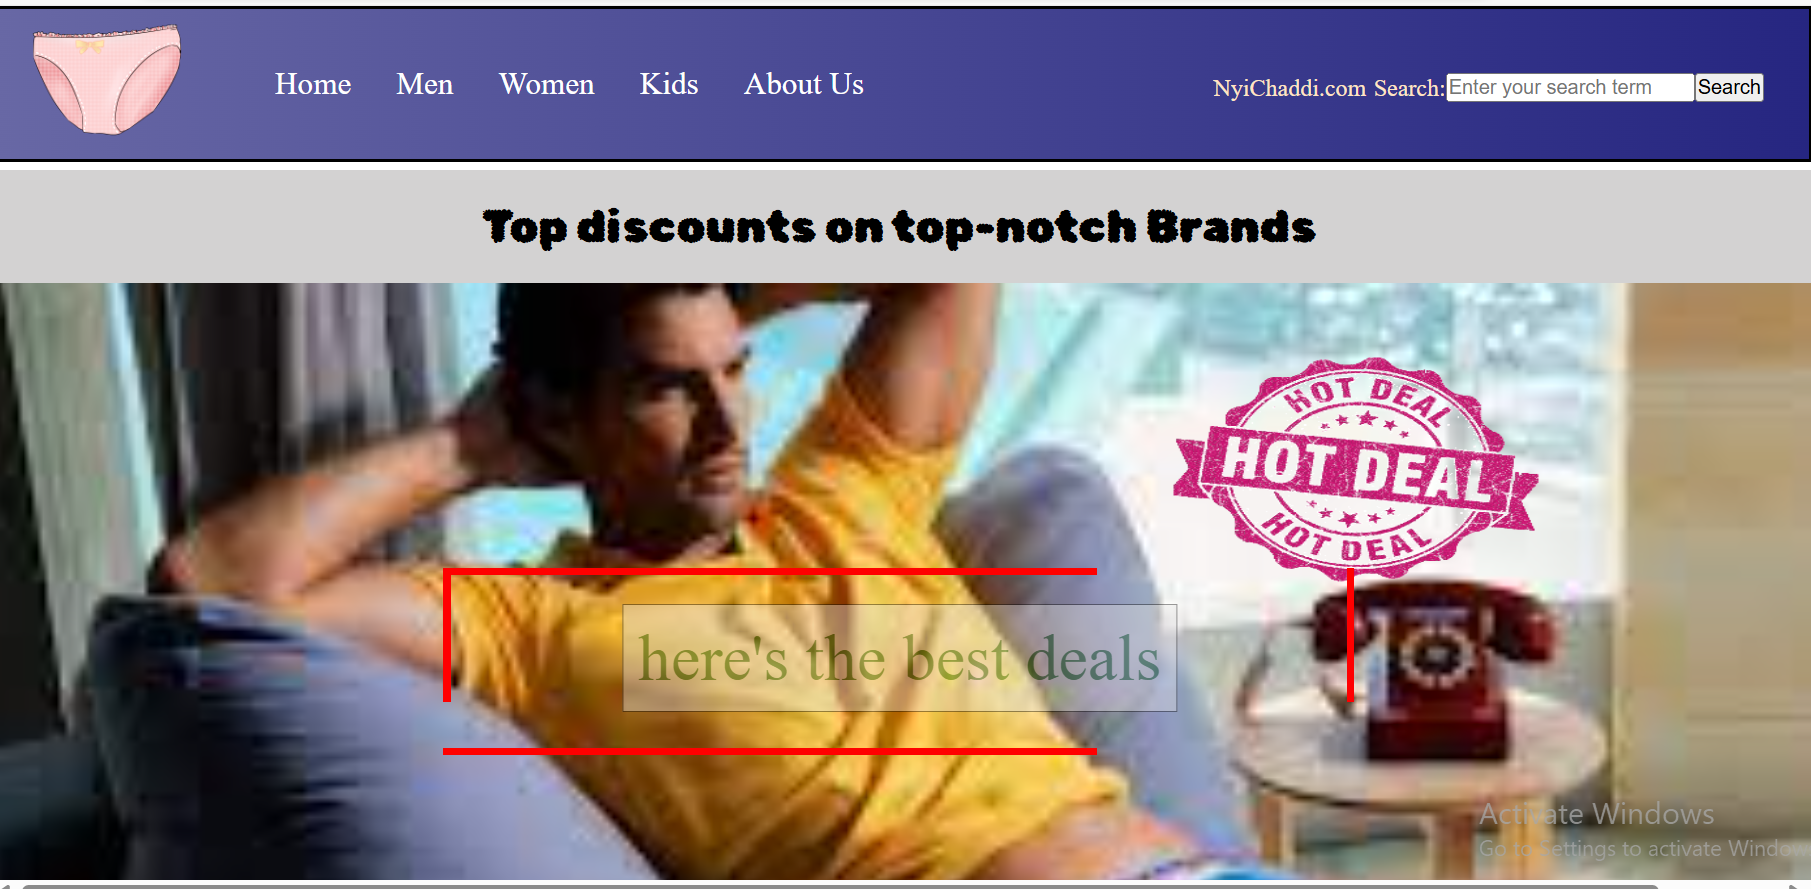 Home Men Women Kids About Us
NyiChaddi.com Search: Enter your search term Search
Top discounts on top-notch Brands
HOT DEAL
HOT DEAL
HOT DEAL
here's the best deals
Activate Windows
Go to Settings to activate Windows